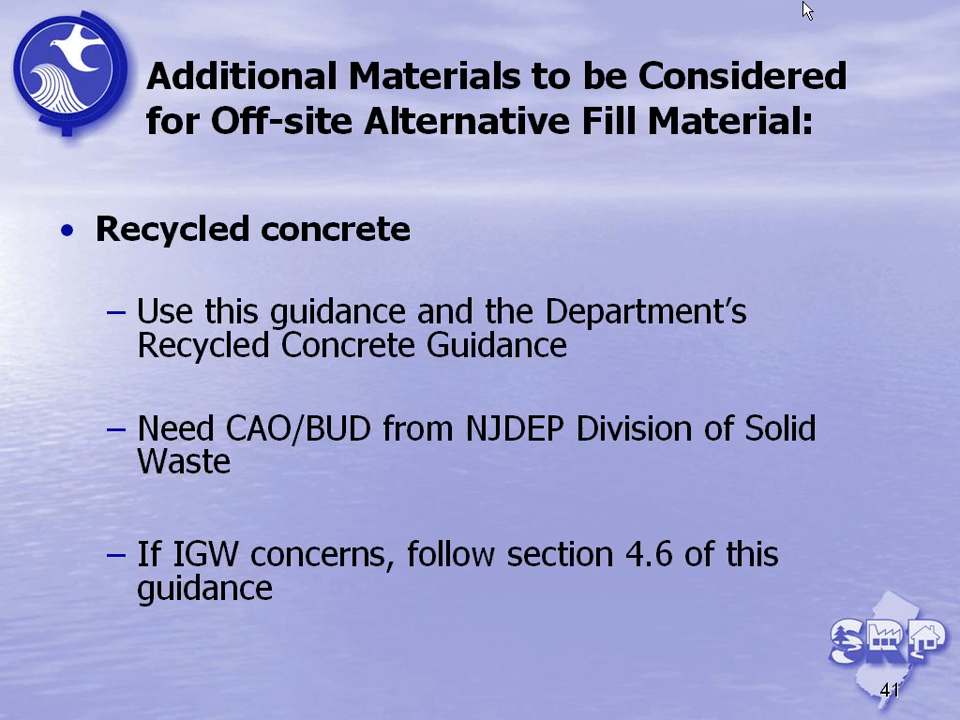 Additional Materials to be Considered
for Off-site Alternative Fill Material:
• Recycled concrete
– Use this guidance and the Department's
Recycled Concrete Guidance
– Need CAO/BUD from NJDEP Division of Solid
Waste
– If IGW concerns, follow section 4.6 of this
guidance
SRP
41